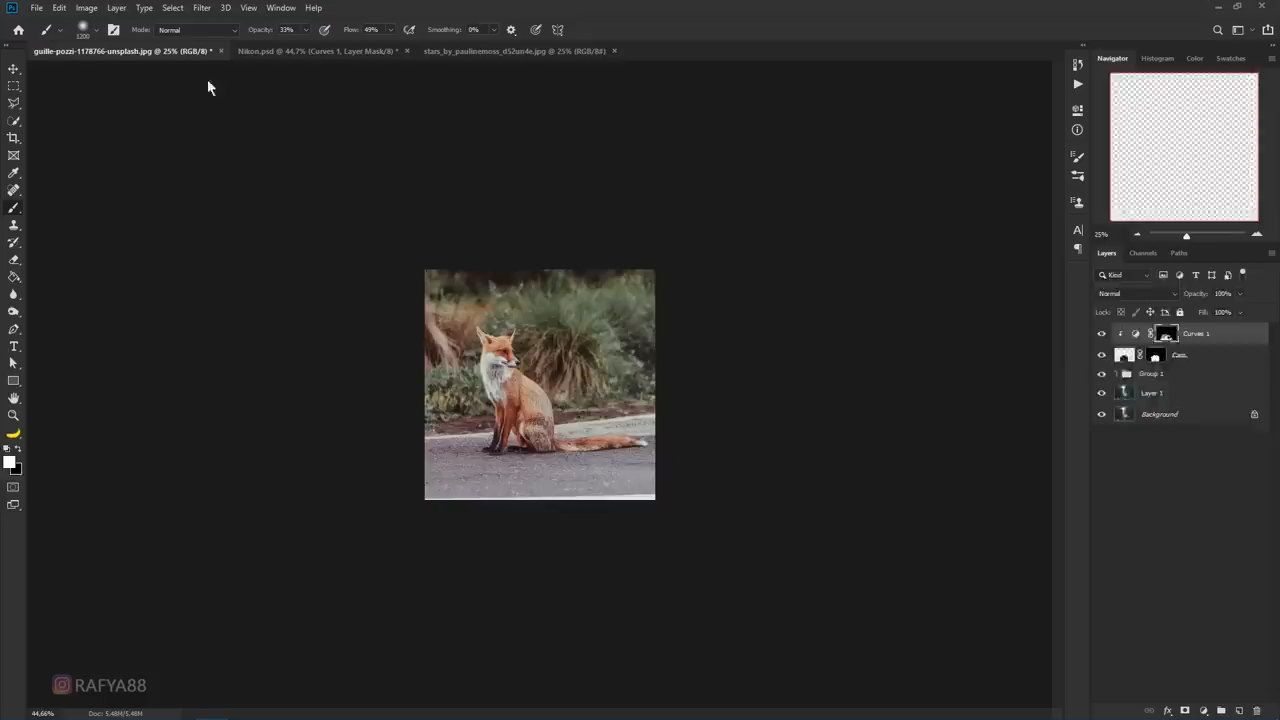 Ps File Edit Image Layer Type Select Filter 3D View Window Help
1200 Mode: Normal Opacity: 33% Flow: 49% Smoothing: 0%
guille-pozzi-1178766-unsplash.jpg @ 25% (RGB/8) * × Nikon.psd @ 44,7% (Curves 1, Layer Mask/8) * × stars_by_paulinemoss_d52un4e.jpg @ 25% (RGB/8#) ×
Navigator Histogram Color Swatches
25%
Layers Channels Paths
Kind
Normal Opacity: 100%
Lock: Fill: 100%
Curves 1
Group 1
Layer 1
Background
RAFYA88
44,66% Doc: 5.48M/5.48M